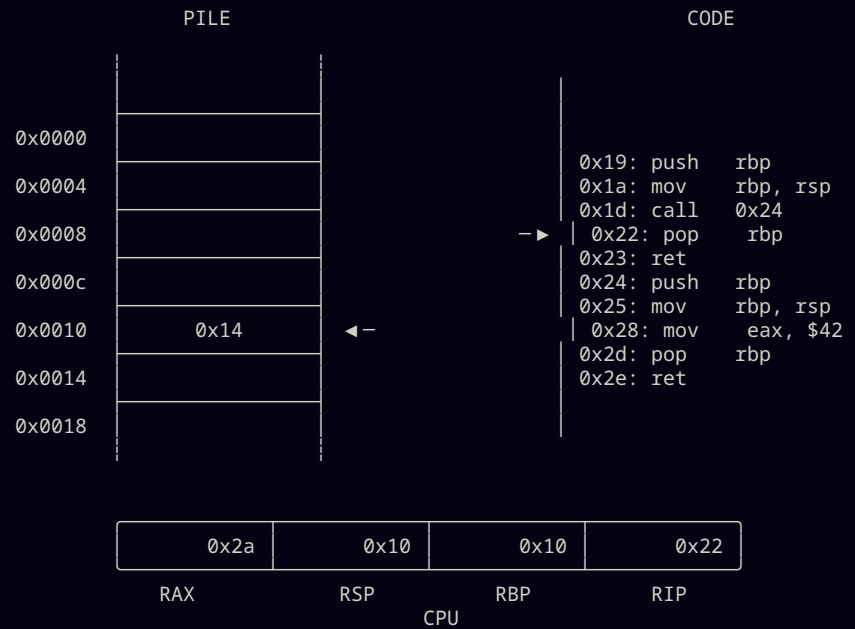 PILE CODE
0x0000
0x19: push rbp
0x0004 0x1a: mov rbp, rsp
0x1d: call 0x24
0x0008 ─► │ 0x22: pop rbp
0x23: ret
0x000c 0x24: push rbp
0x25: mov rbp, rsp
0x0010 0x14 ◄─ │ 0x28: mov eax, $42
0x2d: pop rbp
0x0014 0x2e: ret
0x0018
0x2a 0x10 0x10 0x22
RAX RSP RBP RIP
CPU